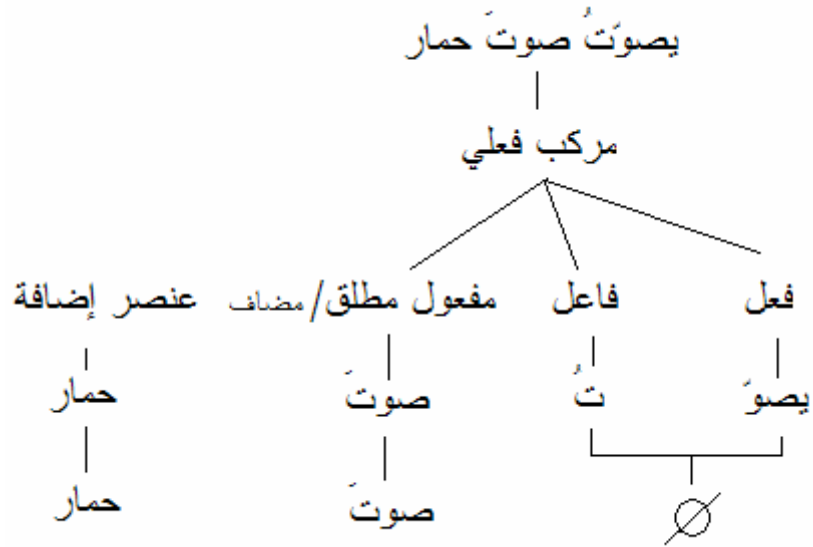 يصوّتُ صوتَ حمار
مركب فعلي
فعل فاعل مفعول مطلق/مضاف عنصر إضافة
يصوّ تُ صوتَ حمار
∅ صوتَ حمار